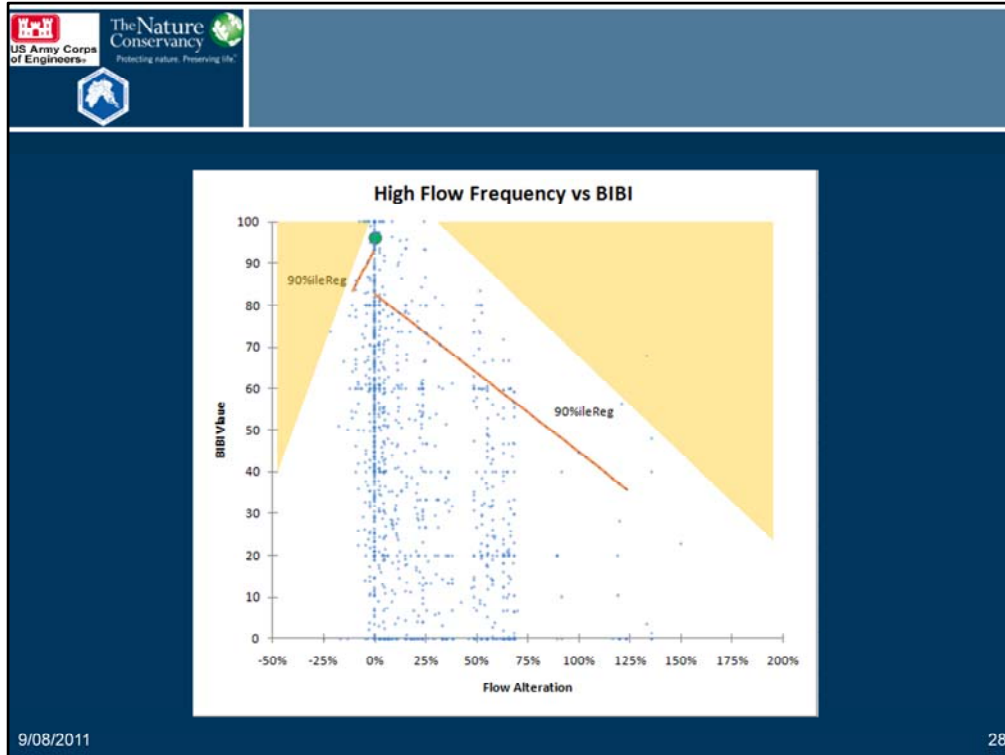 US Army Corps
of Engineers®
The Nature
Conservancy
Protecting nature. Preserving life.™
High Flow Frequency vs BIBI
100
90
80
70
60
50
40
30
20
10
0
BIBI Vlaue
90%ileReg
90%ileReg
-50% -25% 0% 25% 50% 75% 100% 125% 150% 175% 200%
Flow Alteration
9/08/2011
28